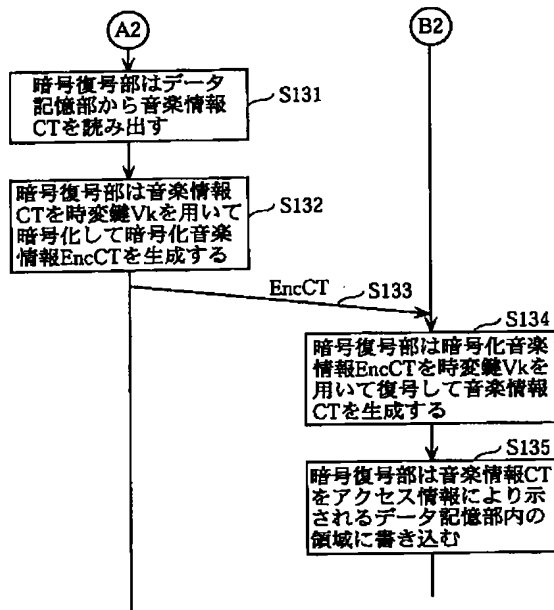 A2
B2
暗号復号部はデータ
記憶部から音楽情報
CTを読み出す
S131
暗号復号部は音楽情報
CTを時変鍵Vkを用いて
暗号化して暗号化音楽
情報EncCTを生成する
S132
EncCT
S133
S134
暗号復号部は暗号化音楽
情報EncCTを時変鍵Vkを
用いて復号して音楽情報
CTを生成する
S135
暗号復号部は音楽情報CT
をアクセス情報により示
されるデータ記憶部内の
領域に書き込む